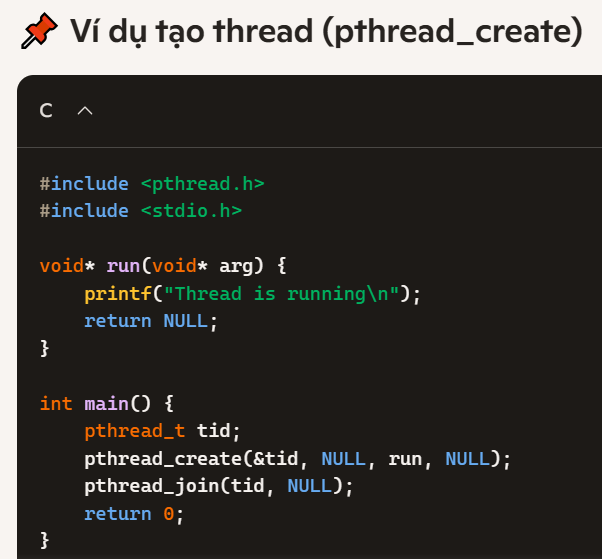 📌 Ví dụ tạo thread (pthread_create)
C
#include <pthread.h>
#include <stdio.h>

void* run(void* arg) {
    printf("Thread is running\n");
    return NULL;
}

int main() {
    pthread_t tid;
    pthread_create(&tid, NULL, run, NULL);
    pthread_join(tid, NULL);
    return 0;
}